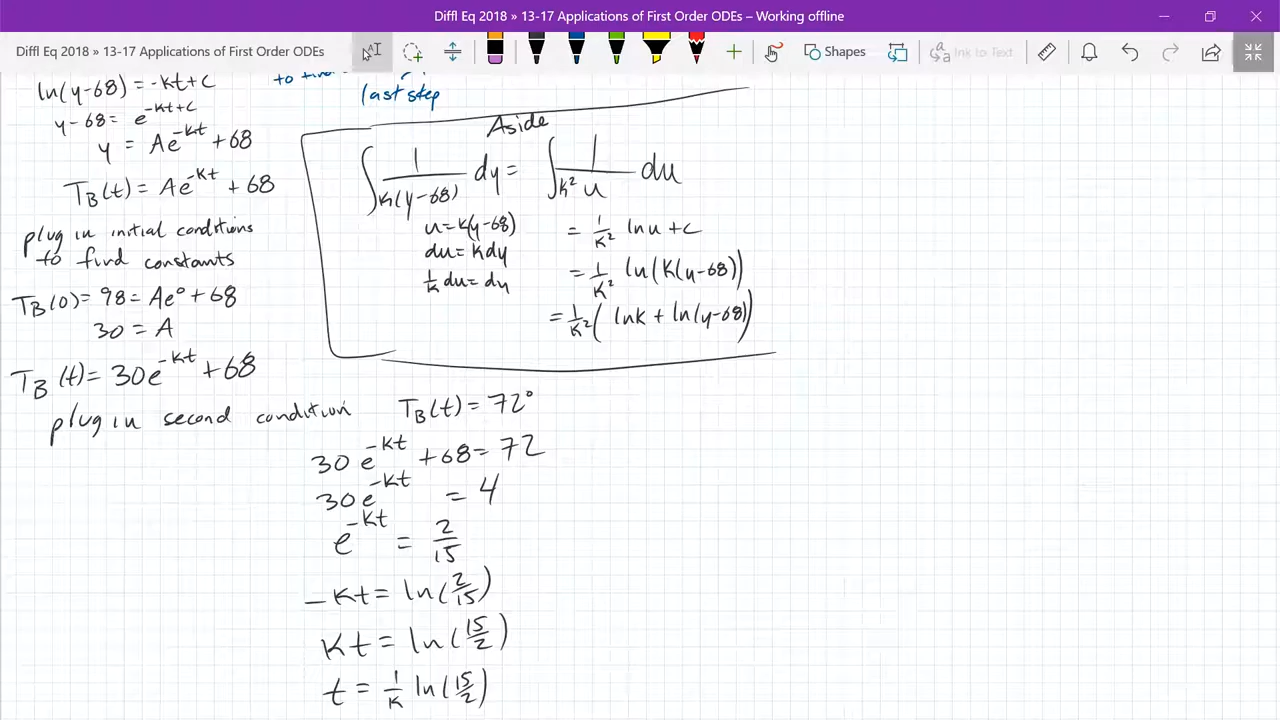 Diffl Eq 2018 » 13-17 Applications of First Order ODEs – Working offline
Diffl Eq 2018 » 13-17 Applications of First Order ODEs
Shapes
Ink to Text
ln(y-68) = -kt+c
y-68 = e^{-kt+c}
y = Ae^{-kt} +68
T_B(t) = Ae^{-kt} + 68
plug in initial conditions
to find constants
T_B(0) = 98 = Ae° + 68
30 = A
T_B(t) = 30e^{-kt} + 68
plug in second condition T_B(t) = 72°
30 e^{-kt} + 68 = 72
30e^{-kt} = 4
e^{-kt} = 2/15
-kt = ln(2/15)
kt = ln(15/2)
t = 1/k ln(15/2)
last step
Aside
∫ 1/(k(y-68)) dy = ∫ 1/(k² u) du
u = k(y-68)
du = k dy
1/k du = dy
= 1/k² ln u + c
= 1/k² ln(k(y-68))
= 1/k² ( ln k + ln(y-68))